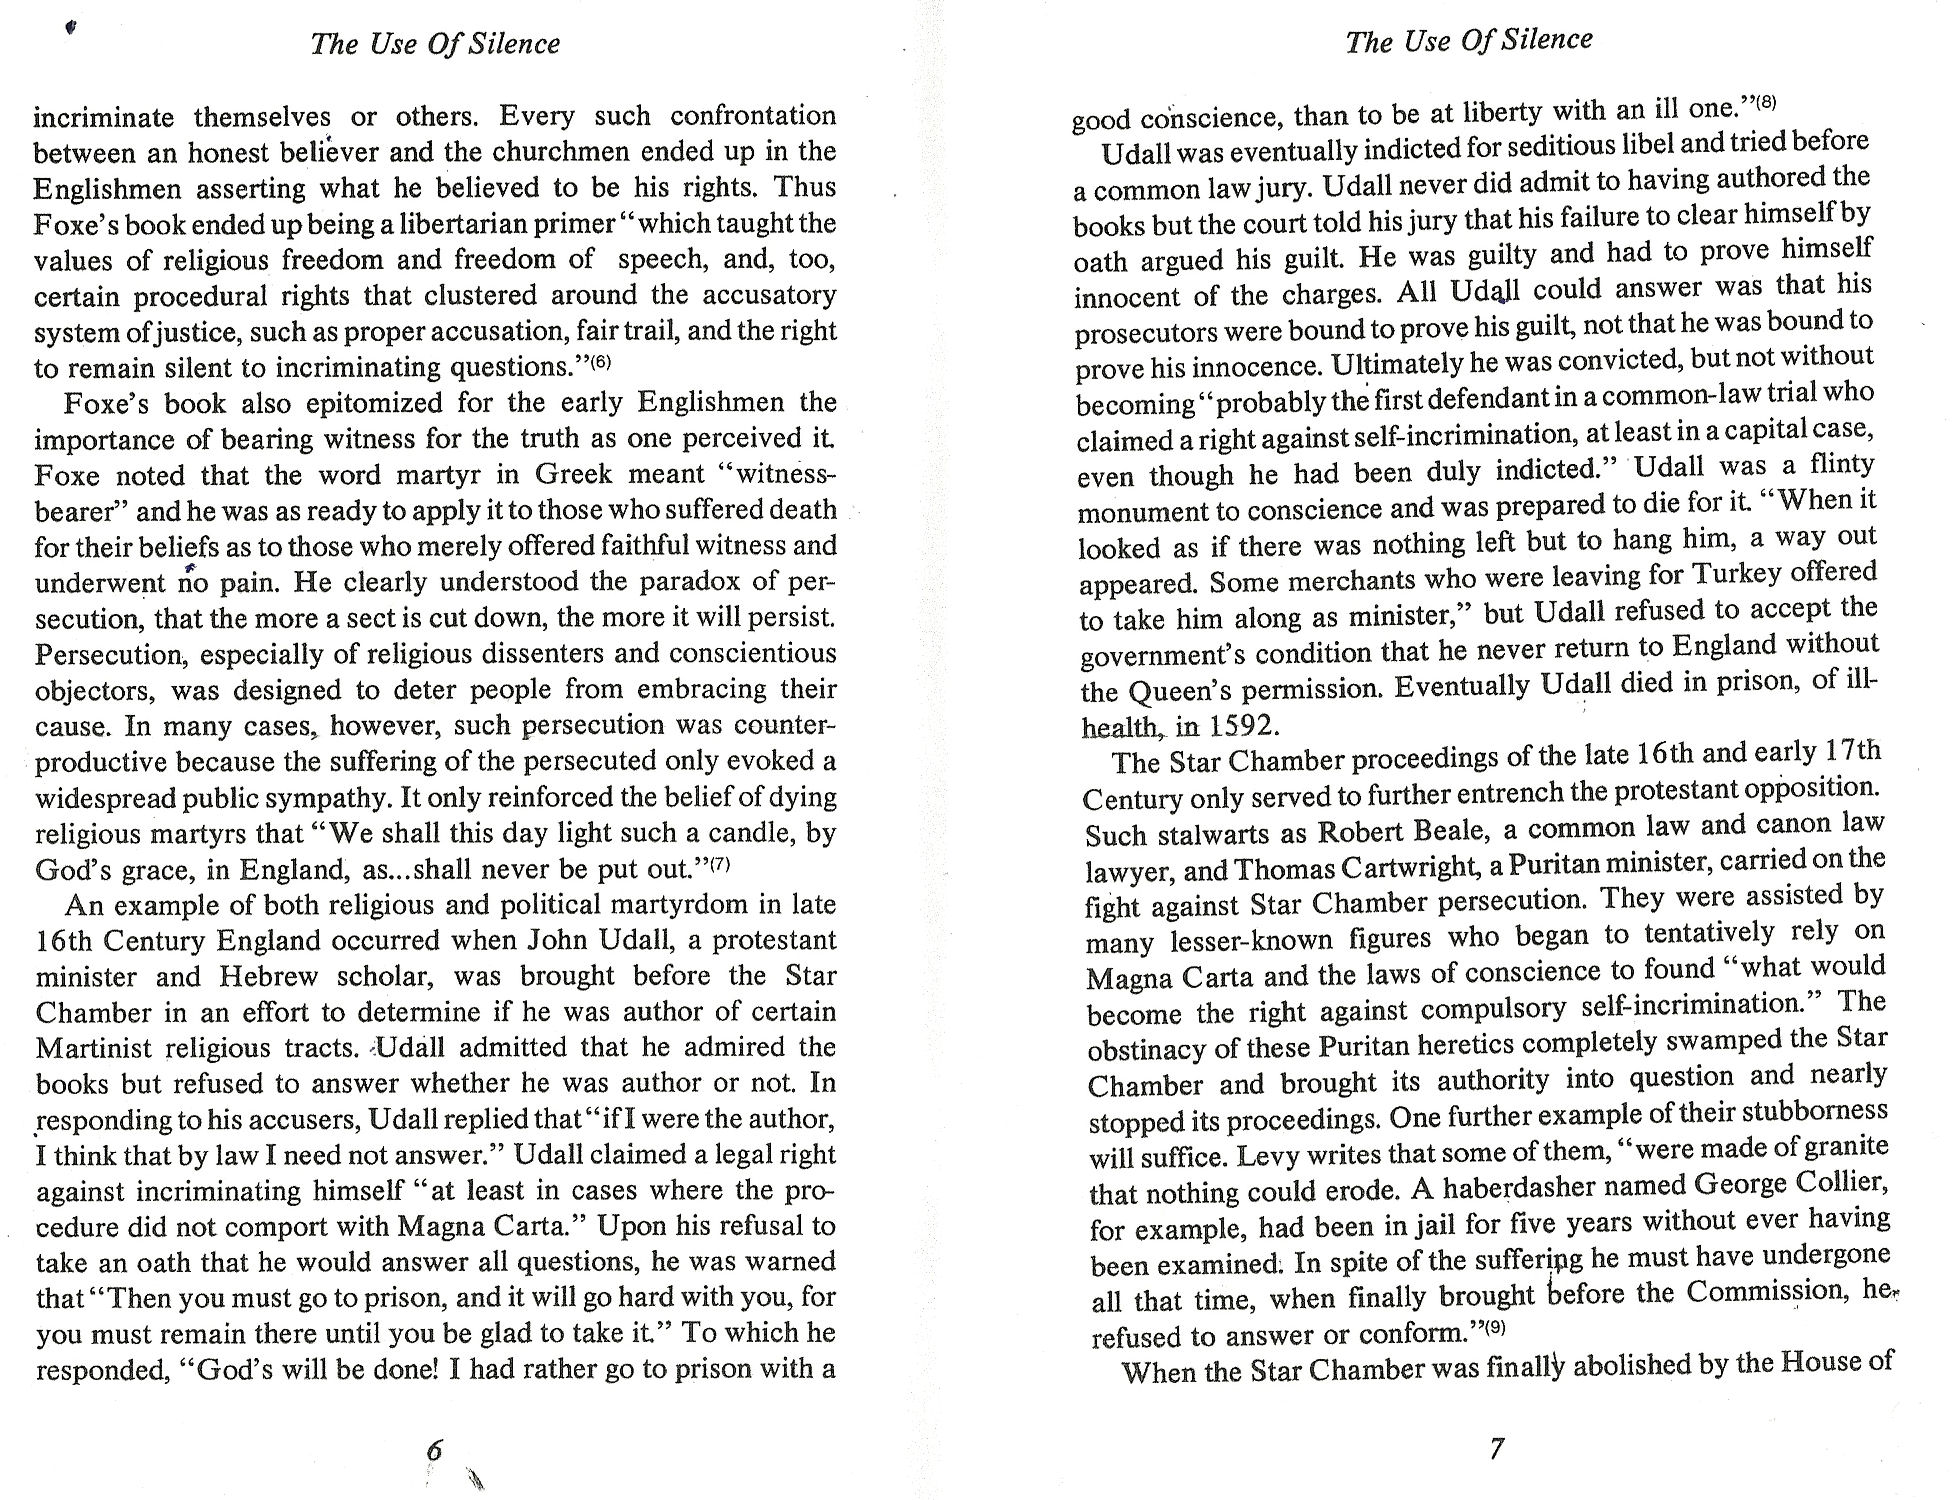 The Use Of Silence
incriminate themselves or others. Every such confrontation
between an honest believer and the churchmen ended up in the
Englishmen asserting what he believed to be his rights. Thus
Foxe's book ended up being a libertarian primer “which taught the
values of religious freedom and freedom of speech, and, too,
certain procedural rights that clustered around the accusatory
system of justice, such as proper accusation, fair trail, and the right
to remain silent to incriminating questions.”(6)
Foxe's book also epitomized for the early Englishmen the
importance of bearing witness for the truth as one perceived it.
Foxe noted that the word martyr in Greek meant “witness-
bearer” and he was as ready to apply it to those who suffered death
for their beliefs as to those who merely offered faithful witness and
underwent no pain. He clearly understood the paradox of per-
secution, that the more a sect is cut down, the more it will persist.
Persecution, especially of religious dissenters and conscientious
objectors, was designed to deter people from embracing their
cause. In many cases, however, such persecution was counter-
productive because the suffering of the persecuted only evoked a
widespread public sympathy. It only reinforced the belief of dying
religious martyrs that “We shall this day light such a candle, by
God's grace, in England, as...shall never be put out.”(7)
An example of both religious and political martyrdom in late
16th Century England occurred when John Udall, a protestant
minister and Hebrew scholar, was brought before the Star
Chamber in an effort to determine if he was author of certain
Martinist religious tracts. Udall admitted that he admired the
books but refused to answer whether he was author or not. In
responding to his accusers, Udall replied that “if I were the author,
I think that by law I need not answer.” Udall claimed a legal right
against incriminating himself “at least in cases where the pro-
cedure did not comport with Magna Carta.” Upon his refusal to
take an oath that he would answer all questions, he was warned
that “Then you must go to prison, and it will go hard with you, for
you must remain there until you be glad to take it.” To which he
responded, “God's will be done! I had rather go to prison with a
6
The Use Of Silence
good conscience, than to be at liberty with an ill one.”(8)
Udall was eventually indicted for seditious libel and tried before
a common law jury. Udall never did admit to having authored the
books but the court told his jury that his failure to clear himself by
oath argued his guilt. He was guilty and had to prove himself
innocent of the charges. All Udall could answer was that his
prosecutors were bound to prove his guilt, not that he was bound to
prove his innocence. Ultimately he was convicted, but not without
becoming “probably the first defendant in a common-law trial who
claimed a right against self-incrimination, at least in a capital case,
even though he had been duly indicted.” Udall was a flinty
monument to conscience and was prepared to die for it. “When it
looked as if there was nothing left but to hang him, a way out
appeared. Some merchants who were leaving for Turkey offered
to take him along as minister,” but Udall refused to accept the
government's condition that he never return to England without
the Queen's permission. Eventually Udall died in prison, of ill-
health, in 1592.
The Star Chamber proceedings of the late 16th and early 17th
Century only served to further entrench the protestant opposition.
Such stalwarts as Robert Beale, a common law and canon law
lawyer, and Thomas Cartwright, a Puritan minister, carried on the
fight against Star Chamber persecution. They were assisted by
many lesser-known figures who began to tentatively rely on
Magna Carta and the laws of conscience to found “what would
become the right against compulsory self-incrimination.” The
obstinacy of these Puritan heretics completely swamped the Star
Chamber and brought its authority into question and nearly
stopped its proceedings. One further example of their stubborness
will suffice. Levy writes that some of them, “were made of granite
that nothing could erode. A haberdasher named George Collier,
for example, had been in jail for five years without ever having
been examined. In spite of the suffering he must have undergone
all that time, when finally brought before the Commission, he
refused to answer or conform.”(9)
When the Star Chamber was finally abolished by the House of
7